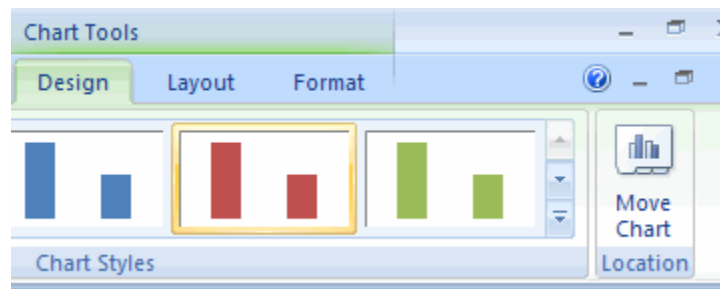 Chart Tools
Design Layout Format
Move
Chart
Chart Styles
Location